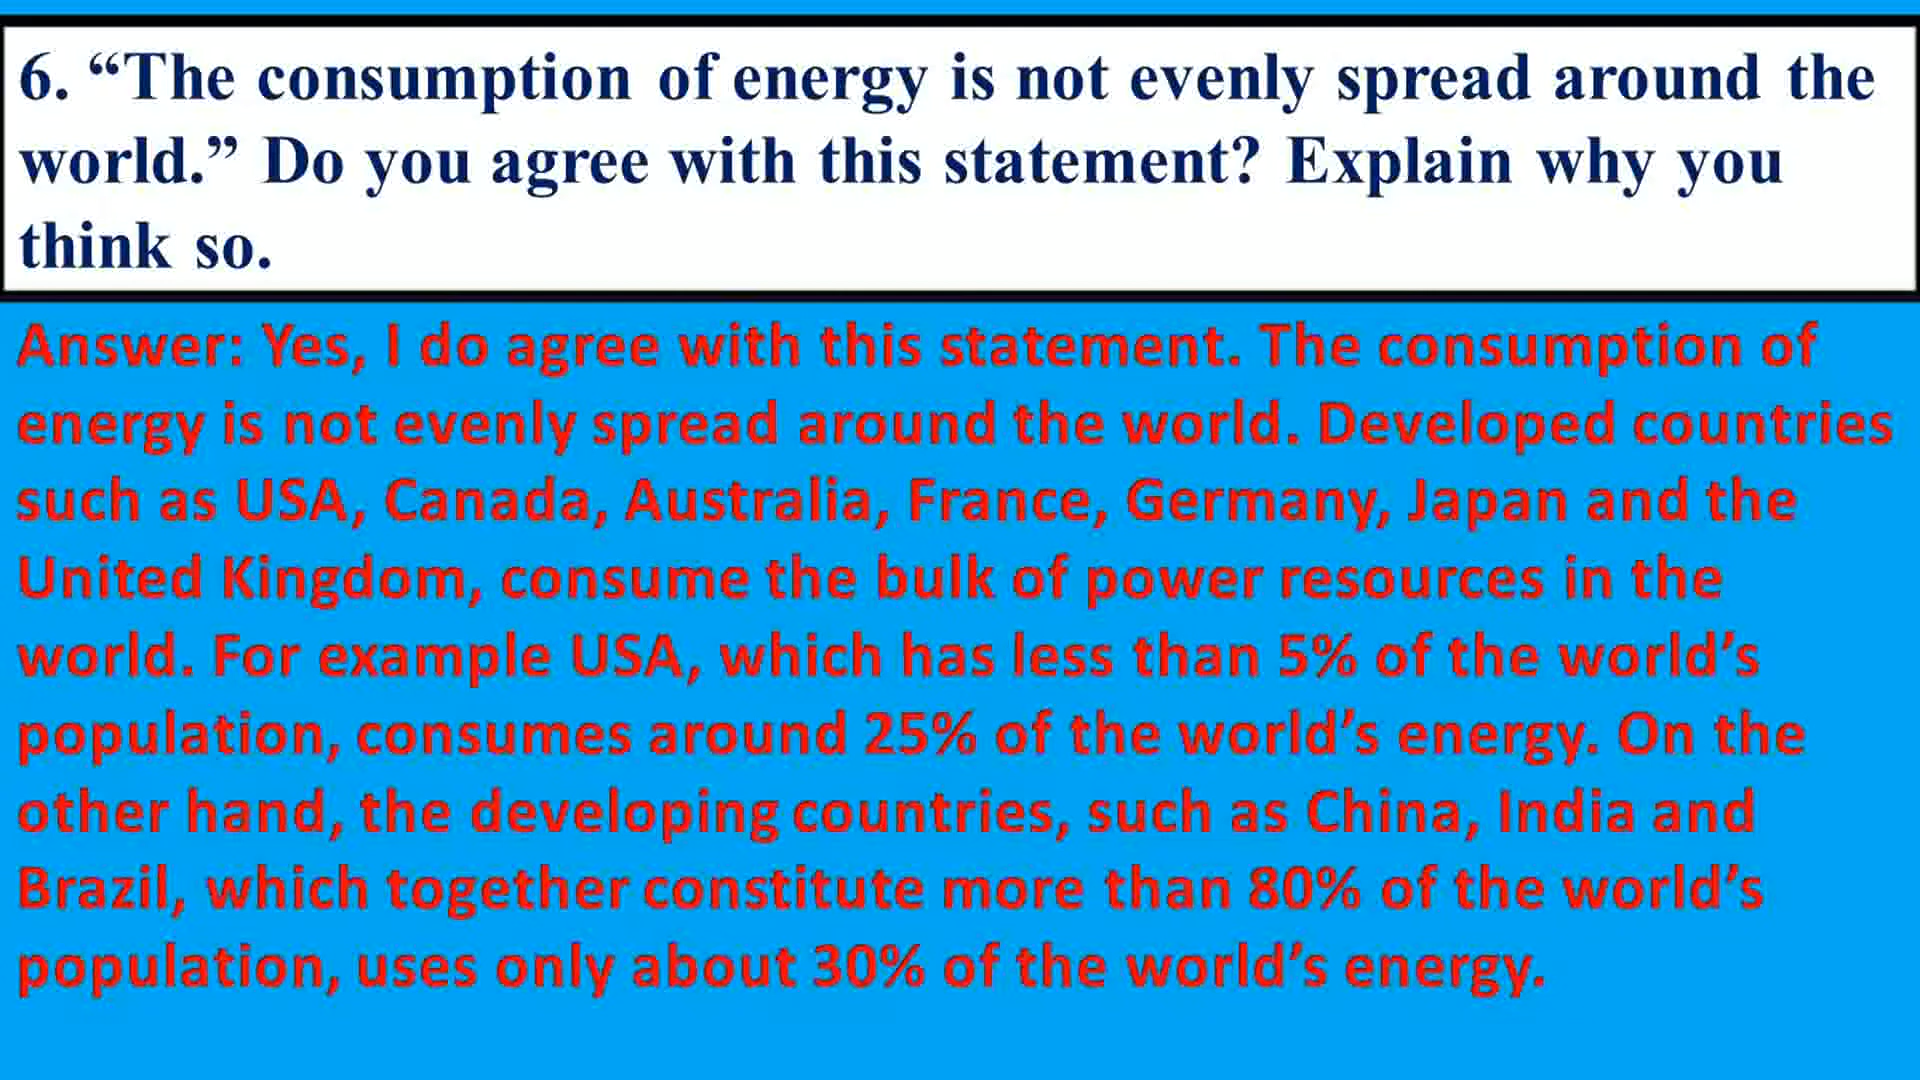 6. “The consumption of energy is not evenly spread around the
world.” Do you agree with this statement? Explain why you
think so.
Answer: Yes, I do agree with this statement. The consumption of
energy is not evenly spread around the world. Developed countries
such as USA, Canada, Australia, France, Germany, Japan and the
United Kingdom, consume the bulk of power resources in the
world. For example USA, which has less than 5% of the world’s
population, consumes around 25% of the world’s energy. On the
other hand, the developing countries, such as China, India and
Brazil, which together constitute more than 80% of the world’s
population, uses only about 30% of the world’s energy.